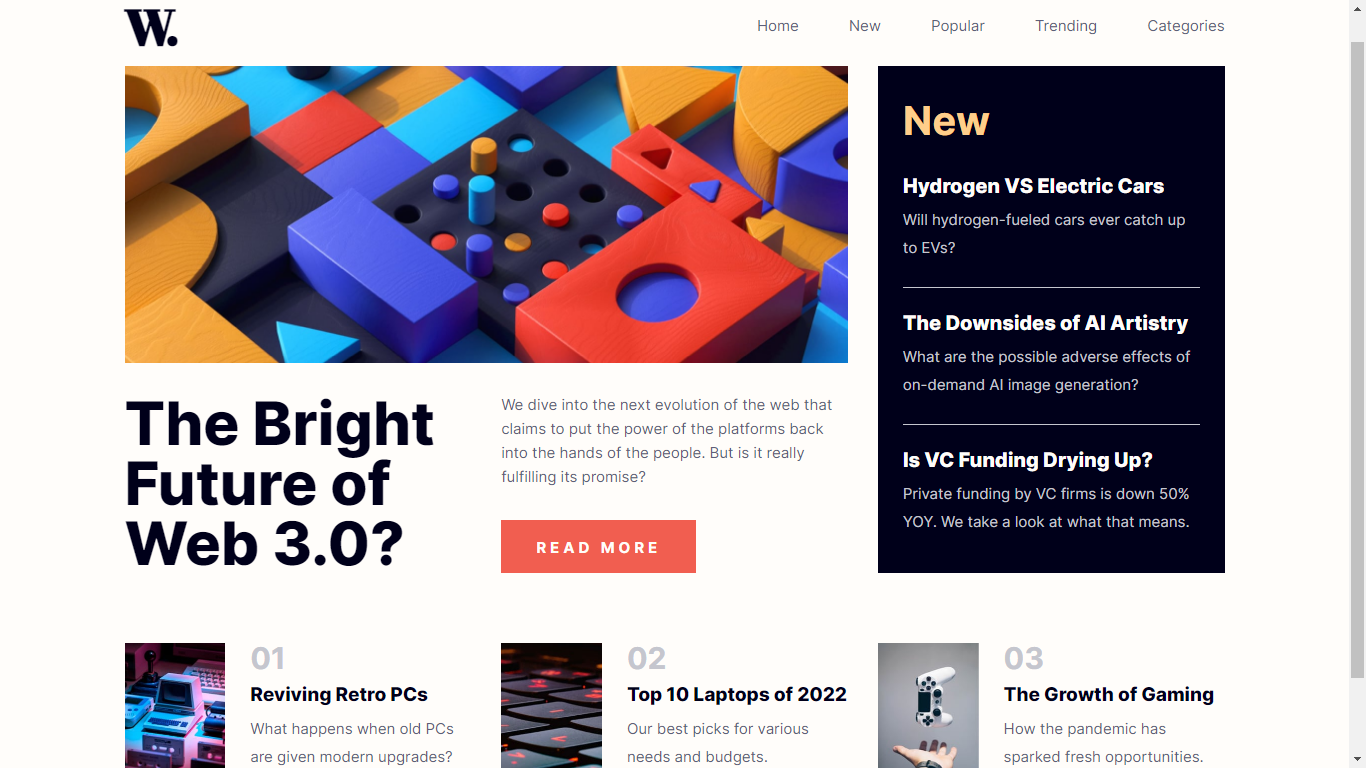 W.
Home New Popular Trending Categories
The Bright
Future of
Web 3.0?
We dive into the next evolution of the web that
claims to put the power of the platforms back
into the hands of the people. But is it really
fulfilling its promise?
READ MORE
New
Hydrogen VS Electric Cars
Will hydrogen-fueled cars ever catch up
to EVs?
The Downsides of AI Artistry
What are the possible adverse effects of
on-demand AI image generation?
Is VC Funding Drying Up?
Private funding by VC firms is down 50%
YOY. We take a look at what that means.
01
Reviving Retro PCs
What happens when old PCs
are given modern upgrades?
02
Top 10 Laptops of 2022
Our best picks for various
needs and budgets.
03
The Growth of Gaming
How the pandemic has
sparked fresh opportunities.